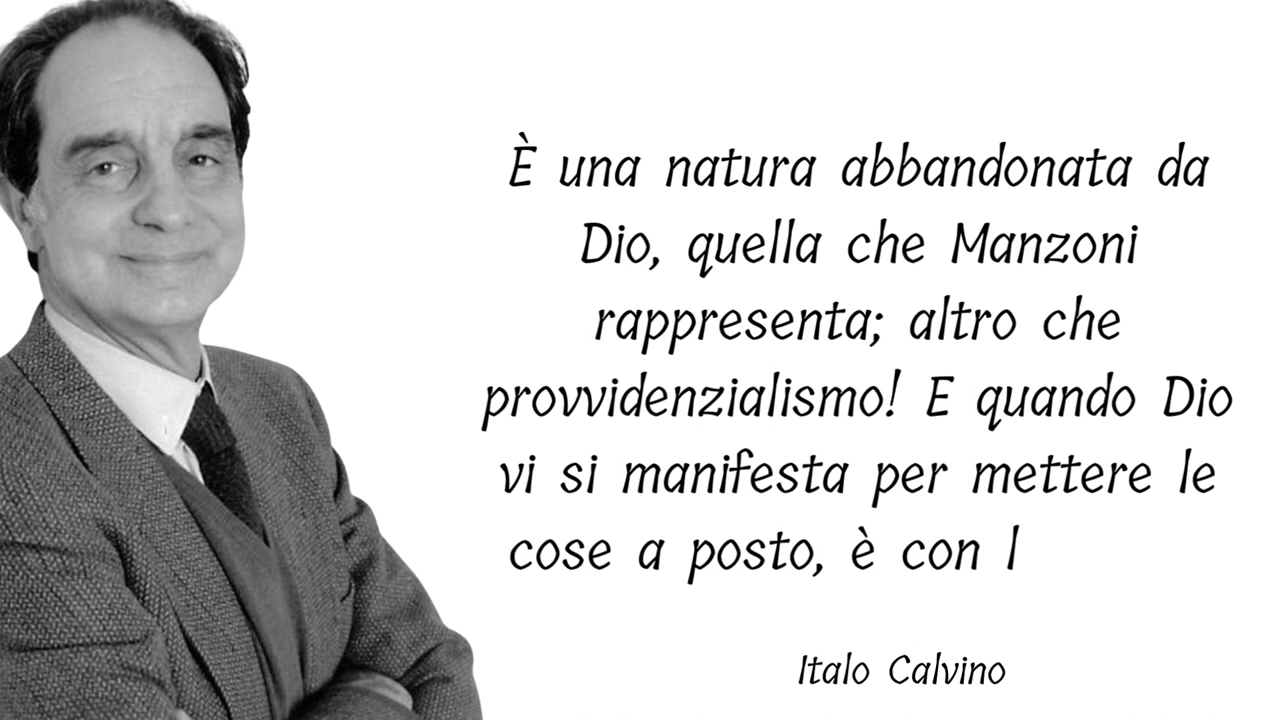 È una natura abbandonata da
Dio, quella che Manzoni
rappresenta; altro che
provvidenzialismo! E quando Dio
vi si manifesta per mettere le
cose a posto, è con l
Italo Calvino